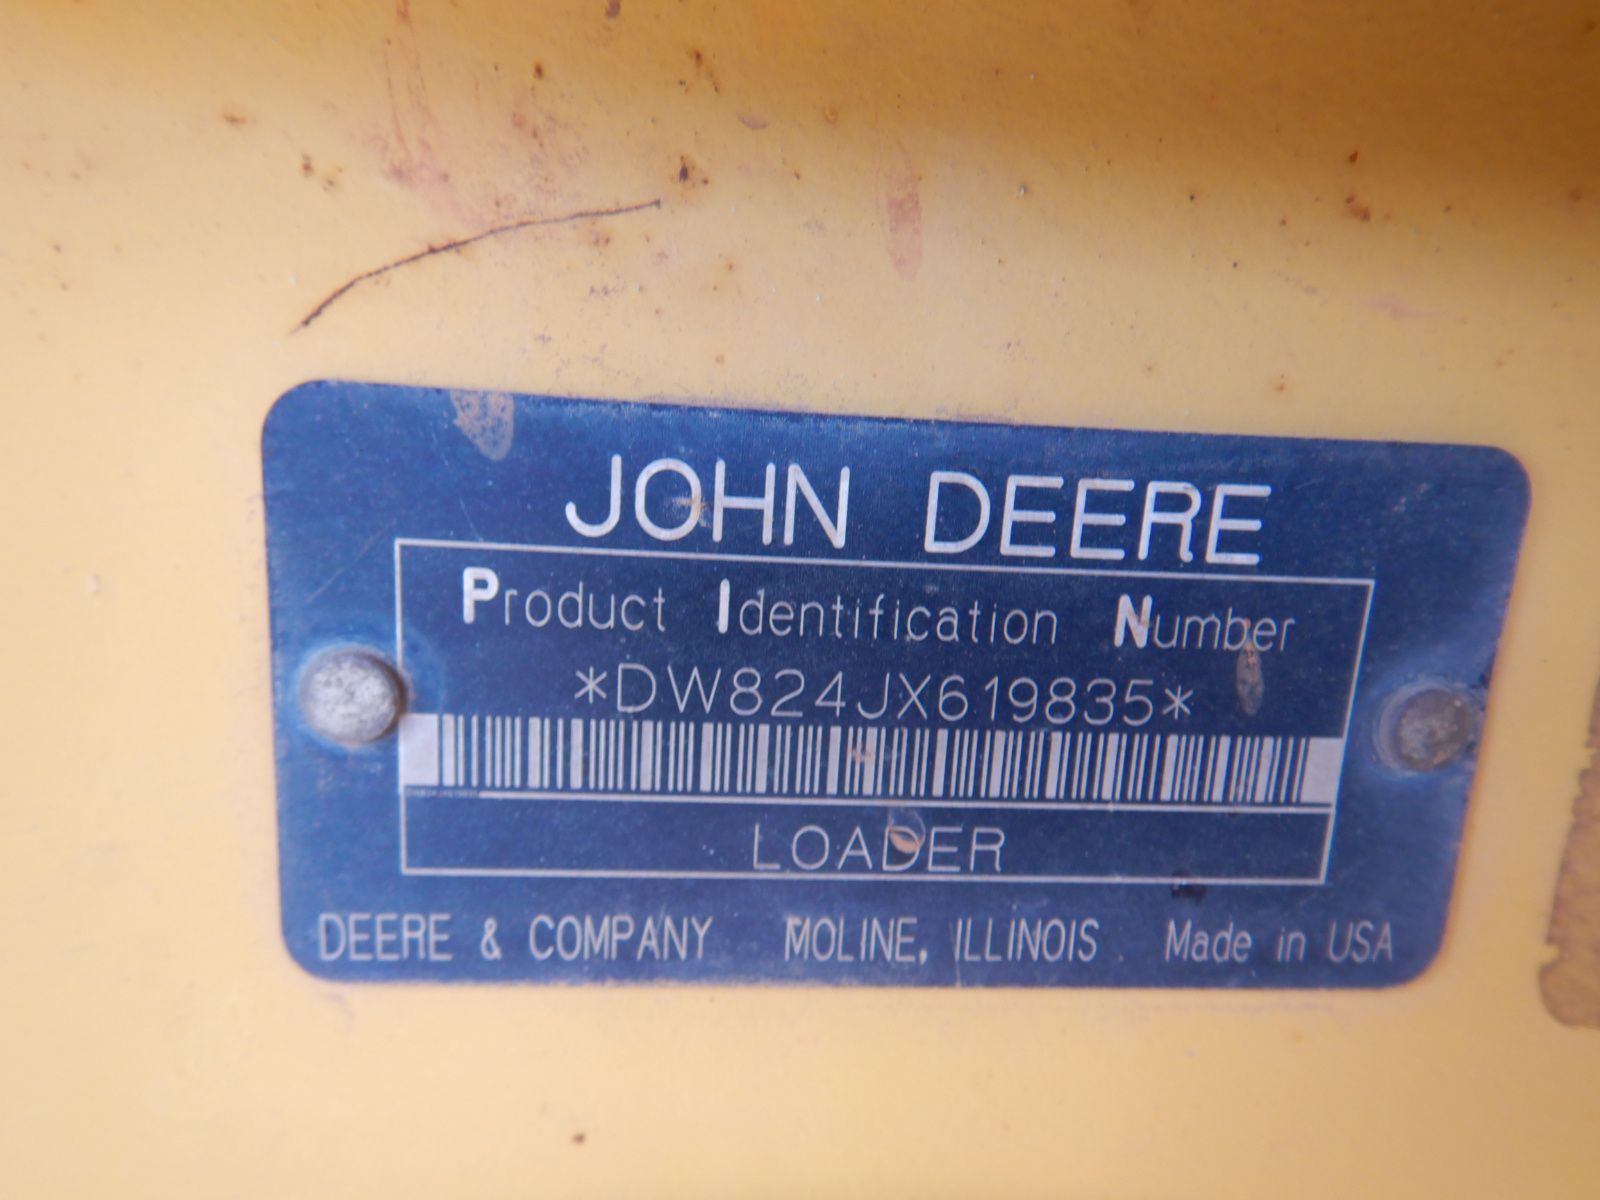 JOHN DEERE
Product Identification Number
*DW824JX619835*
LOADER
DEERE & COMPANY MOLINE, ILLINOIS Made in USA